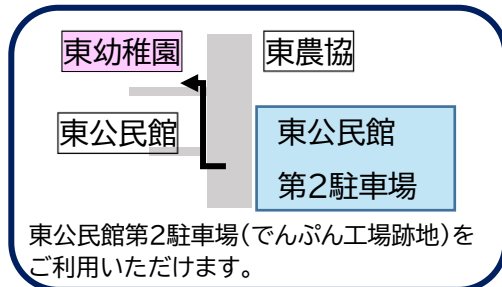 東幼稚園
東農協
東公民館
東公民館
第2駐車場
東公民館第2駐車場(でんぷん工場跡地)を
ご利用いただけます。